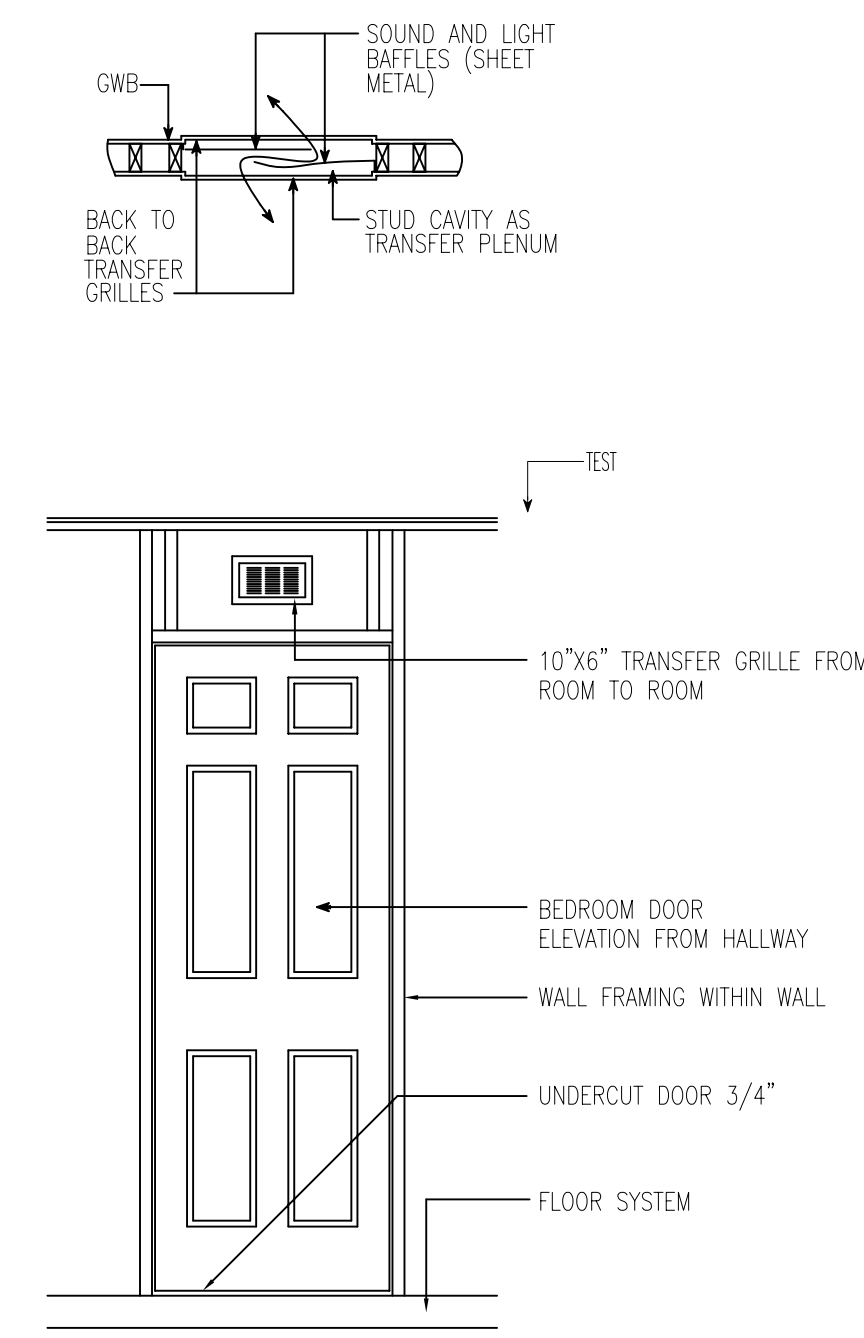 SOUND AND LIGHT
BAFFLES (SHEET
METAL)
GWB
BACK TO
BACK
TRANSFER
GRILLES
STUD CAVITY AS
TRANSFER PLENUM
TEST
10"X6" TRANSFER GRILLE FROM
ROOM TO ROOM
BEDROOM DOOR
ELEVATION FROM HALLWAY
WALL FRAMING WITHIN WALL
UNDERCUT DOOR 3/4"
FLOOR SYSTEM